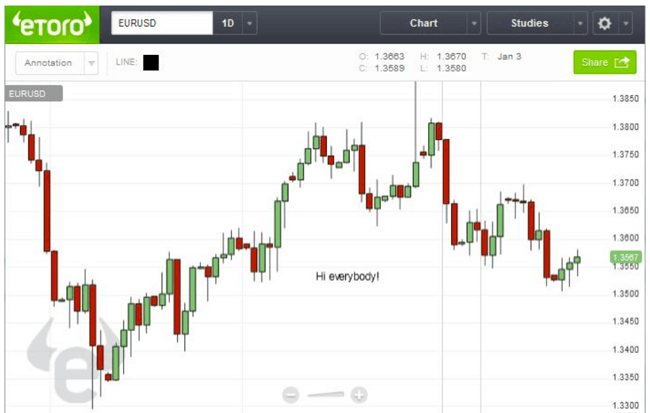 eToro
EURUSD 1D Chart Studies
Annotation LINE: O: 1.3663 H: 1.3670 T: Jan 3
C: 1.3589 L: 1.3580
Share
EURUSD
1.3850
1.3800
1.3750
1.3700
1.3650
1.3600
1.3567
1.3550
1.3500
1.3450
1.3400
1.3350
1.3300
Hi everybody!